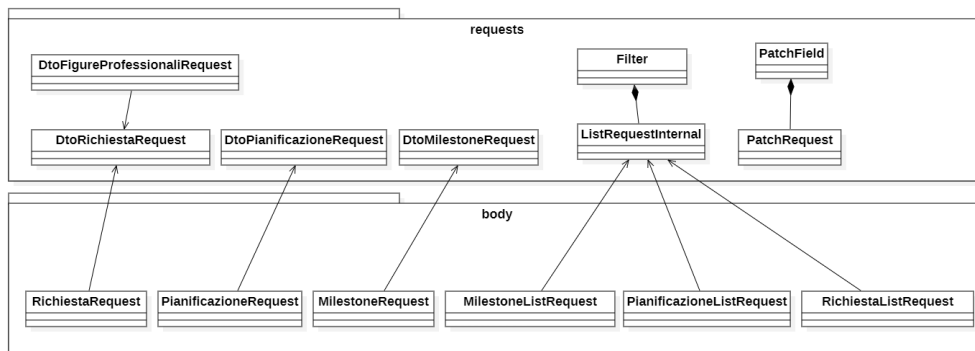 requests
DtoFigureProfessionaliRequest
Filter
PatchField
DtoRichiestaRequest
DtoPianificazioneRequest
DtoMilestoneRequest
ListRequestInternal
PatchRequest
body
RichiestaRequest
PianificazioneRequest
MilestoneRequest
MilestoneListRequest
PianificazioneListRequest
RichiestaListRequest